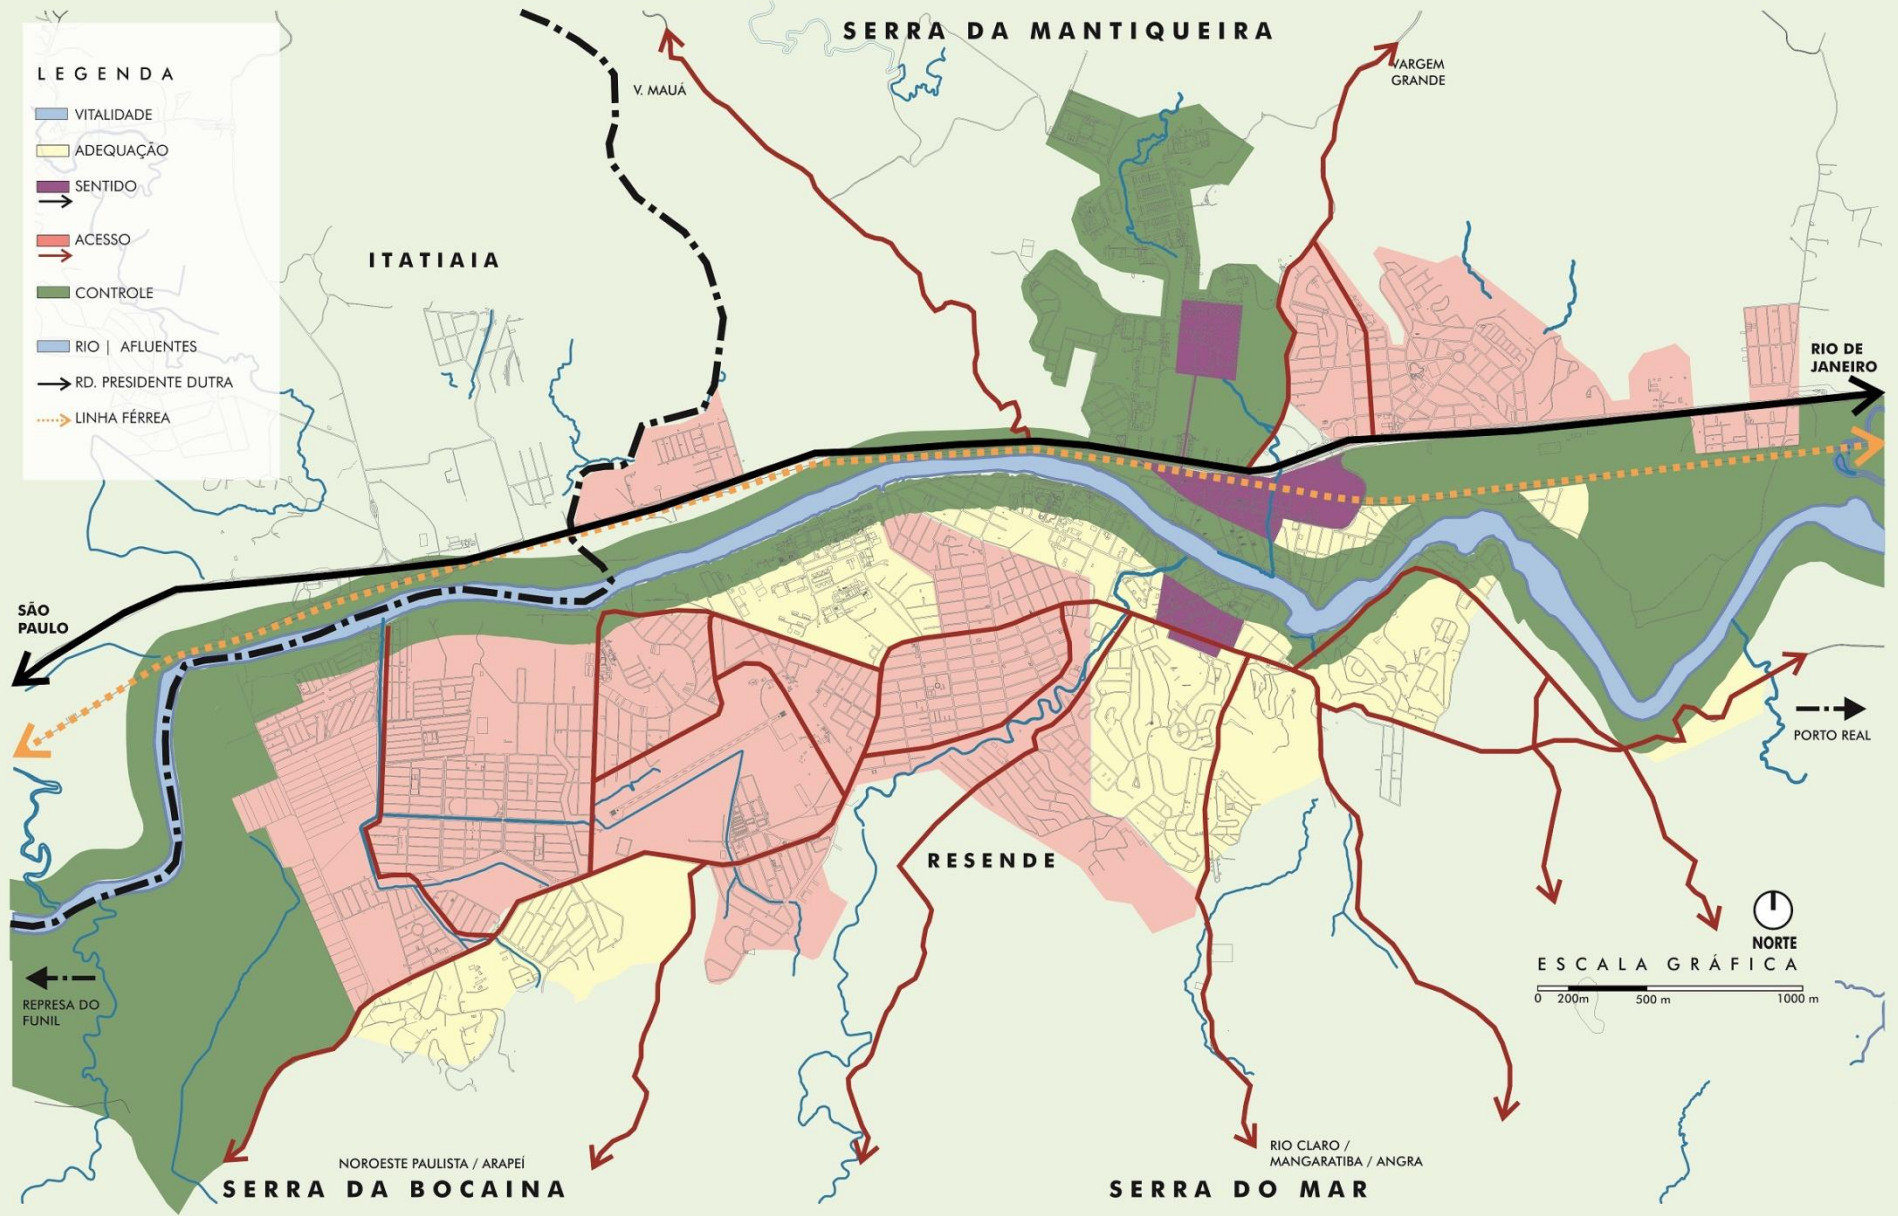 SERRA DA MANTIQUEIRA
LEGENDA
VITALIDADE
ADEQUAÇÃO
SENTIDO
ACESSO
CONTROLE
RIO | AFLUENTES
RD. PRESIDENTE DUTRA
LINHA FÉRREA
V. MAUÁ
VARGEM
GRANDE
ITATIAIA
RIO DE
JANEIRO
SÃO
PAULO
PORTO REAL
RESENDE
NORTE
ESCALA GRÁFICA
0 200m 500 m 1000 m
REPRESA DO
FUNIL
NOROESTE PAULISTA / ARAPEÍ
SERRA DA BOCAINA
RIO CLARO /
MANGARATIBA / ANGRA
SERRA DO MAR